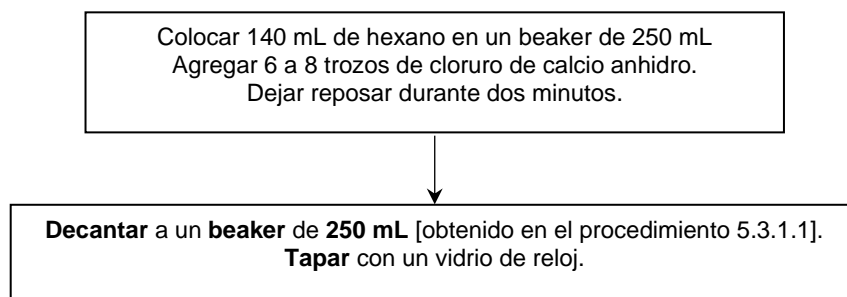 Colocar 140 mL de hexano en un beaker de 250 mL
Agregar 6 a 8 trozos de cloruro de calcio anhidro.
Dejar reposar durante dos minutos.
Decantar a un beaker de 250 mL [obtenido en el procedimiento 5.3.1.1].
Tapar con un vidrio de reloj.